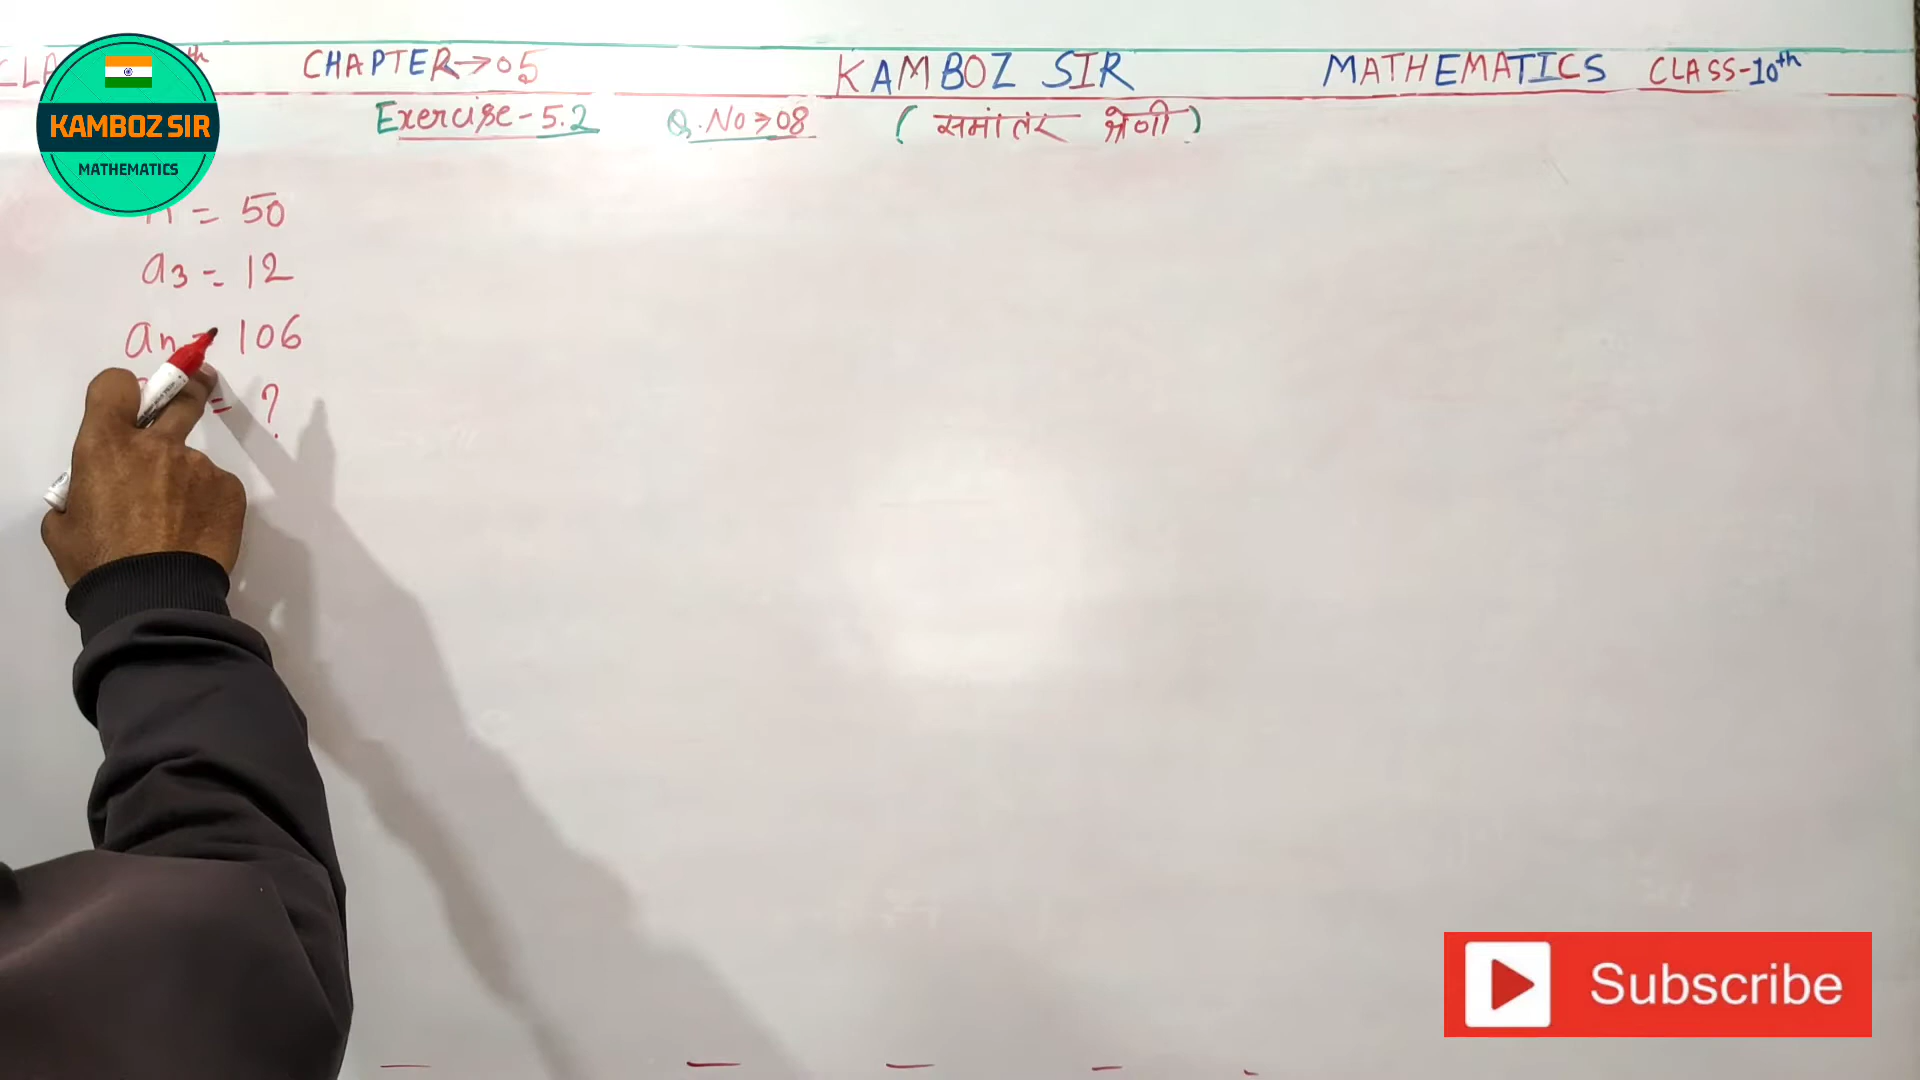 CHAPTER→05 KAMBOZ SIR MATHEMATICS CLASS-10th
Exercise-5.2 Q.No→08 (समांतर श्रेणी)
KAMBOZ SIR
MATHEMATICS
n = 50
a3 = 12
an = 106
= ?
Subscribe